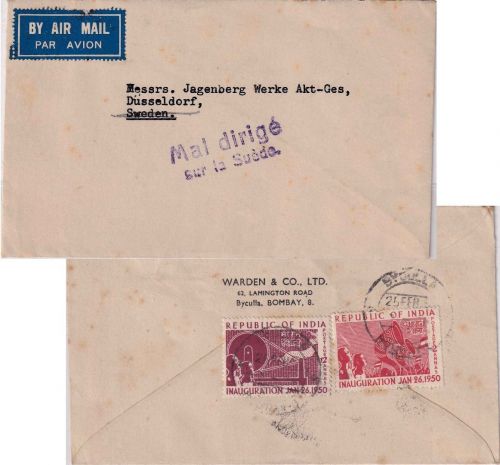 BY AIR MAIL
PAR AVION
Messrs. Jagenberg Werke Akt-Ges,
Dusseldorf,
Sweden.
Mal dirigé
sur la Suède.
WARDEN & CO., LTD.
62, LAMINGTON ROAD
Byculla, BOMBAY, 8.
BYCULLA
25 FEB
REPUBLIC OF INDIA
INAUGURATION JAN 26, 1950
REPUBLIC OF INDIA
INAUGURATION JAN 26, 1950